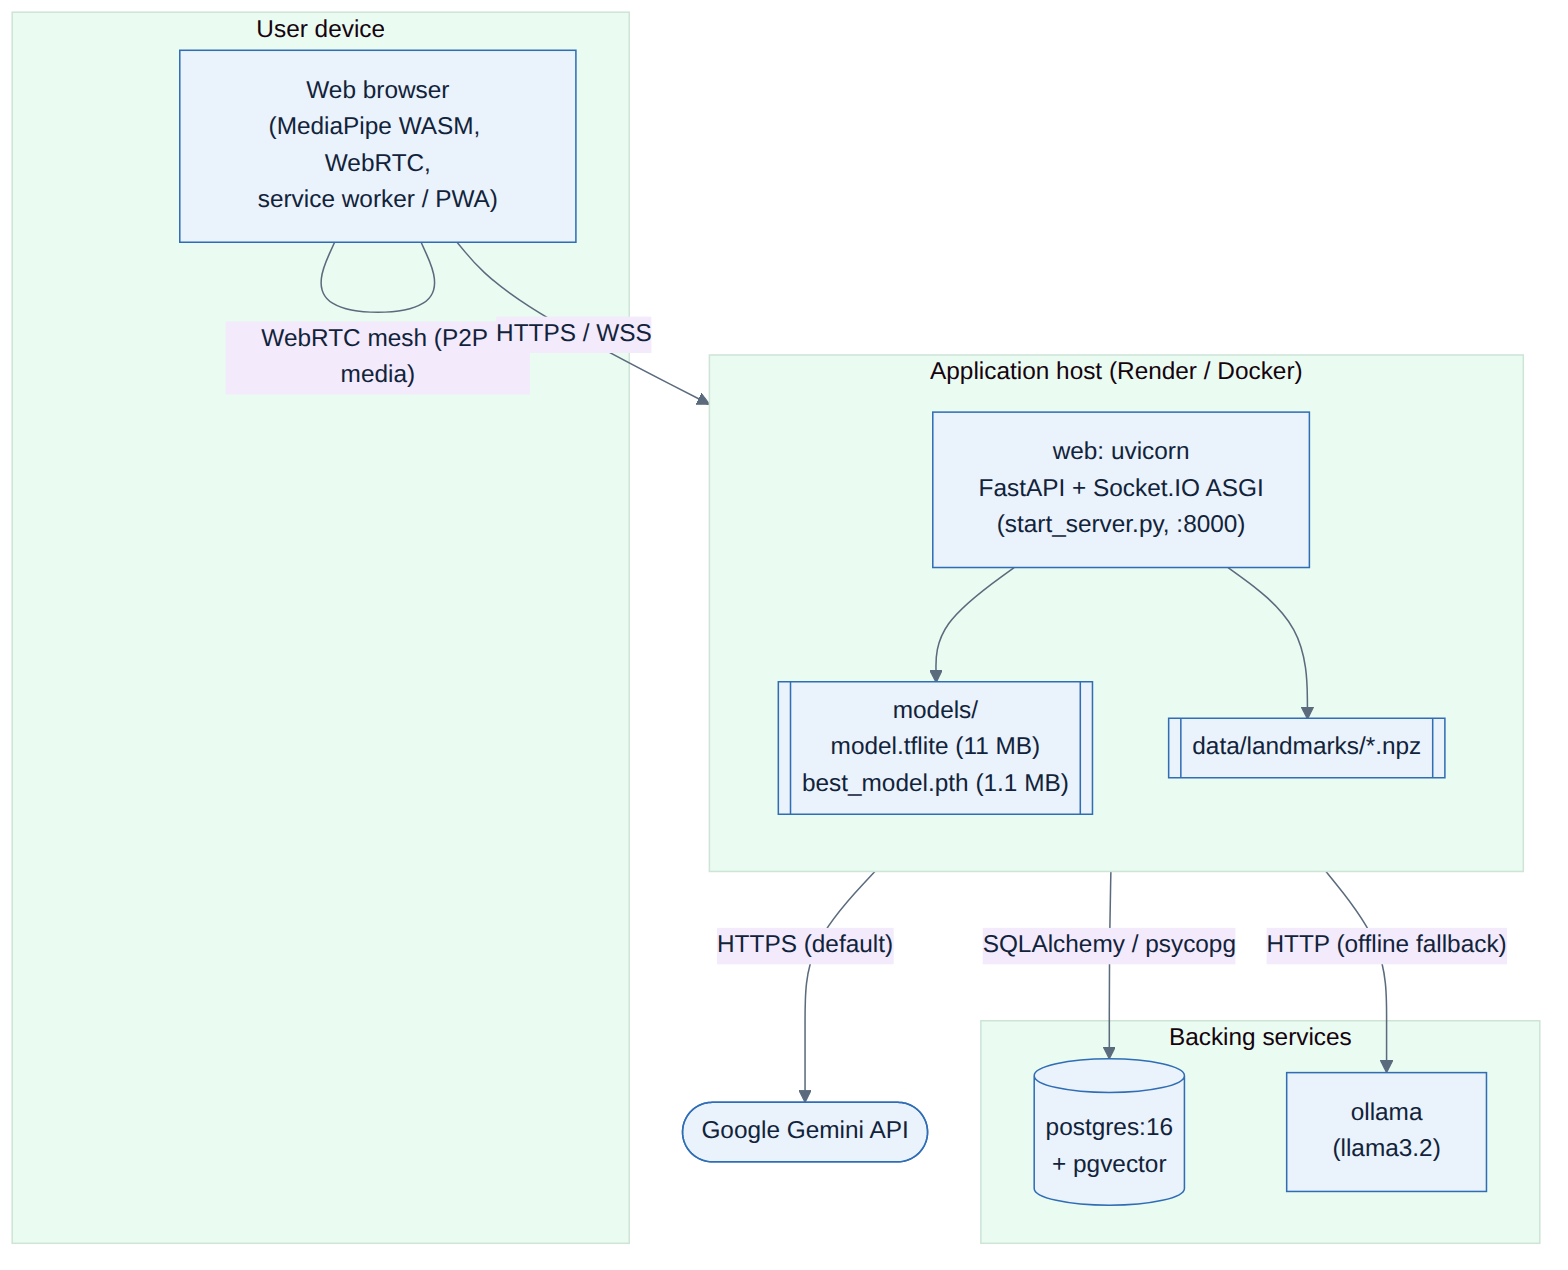 User device
Web browser
(MediaPipe WASM,
WebRTC,
service worker / PWA)
WebRTC mesh (P2P
media)
HTTPS / WSS
Application host (Render / Docker)
web: uvicorn
FastAPI + Socket.IO ASGI
(start_server.py, :8000)
models/
model.tflite (11 MB)
best_model.pth (1.1 MB)
data/landmarks/*.npz
HTTPS (default)
SQLAlchemy / psycopg
HTTP (offline fallback)
Backing services
Google Gemini API
postgres:16
+ pgvector
ollama
(llama3.2)